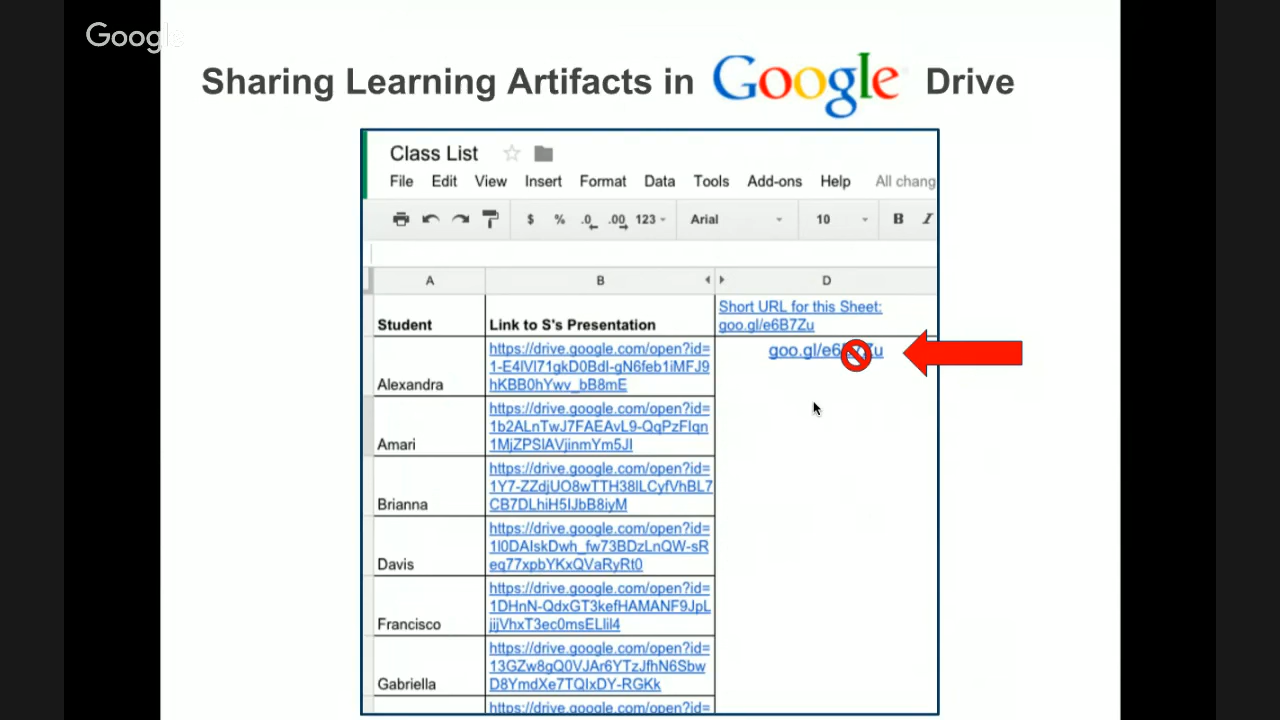 Google
Sharing Learning Artifacts in Google Drive
Class List
File Edit View Insert Format Data Tools Add-ons Help All chang
$ % .0 .00 123 Arial 10 B I
A B D
Student
Link to S's Presentation
Short URL for this Sheet:
goo.gl/e6B7Zu
Alexandra
https://drive.google.com/open?id=
1-E4lVl71gkD0BdI-gN6feb1iMFJ9
hKBB0hYwv_bB8mE
Amari
https://drive.google.com/open?id=
1b2ALnTwJ7FAEAvL9-QqPzFIqn
1MjZPSlAVjinmYm5JI
Brianna
https://drive.google.com/open?id=
1Y7-ZZdjUO8wTTH38lLCyfVhBL7
CB7DLhiH5IJbB8iyM
Davis
https://drive.google.com/open?id=
1l0DAIskDwh_fw73BDzLnQW-sR
eq77xpbYKxQVaRyRt0
Francisco
https://drive.google.com/open?id=
1DHnN-QdxGT3kefHAMANF9JpL
jijVhxT3ec0msELlil4
Gabriella
https://drive.google.com/open?id=
13GZw8gQ0VJAr6YTzJfhN6Sbw
D8YmdXe7TQIxDY-RGKk
https://drive.google.com/open?id=